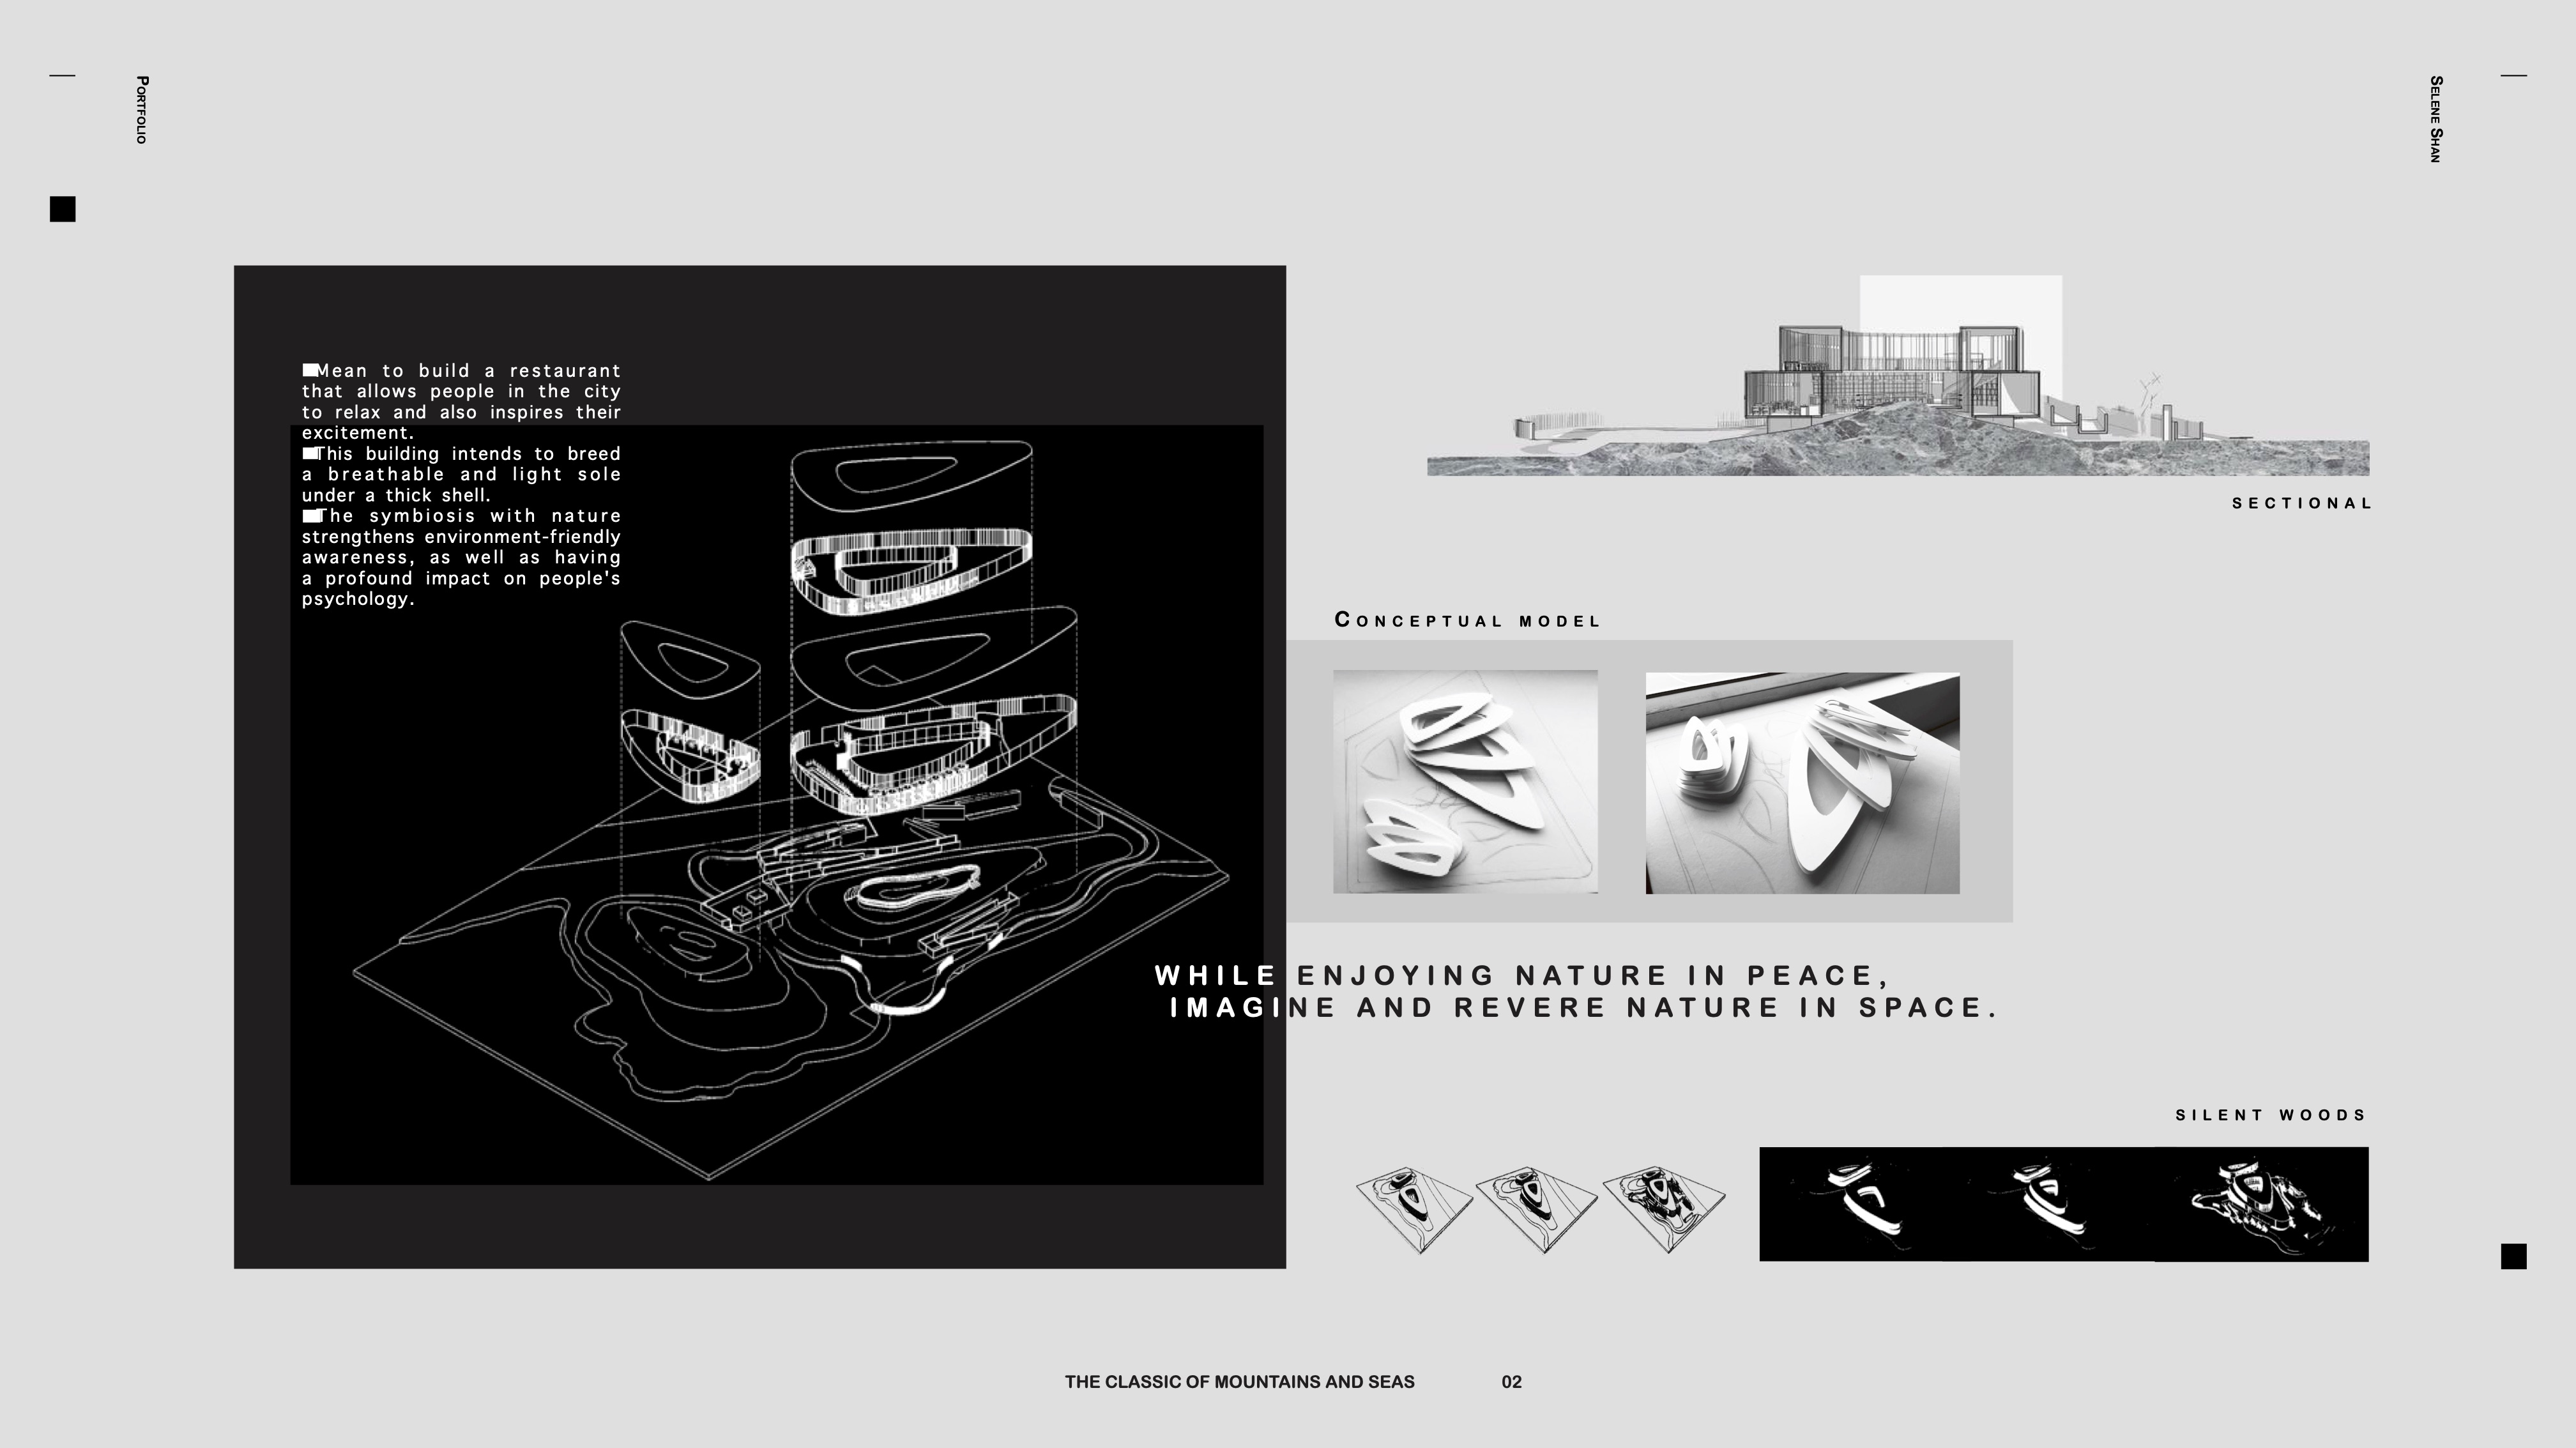 PORTFOLIO
SELENE SHAN
Mean to build a restaurant
that allows people in the city
to relax and also inspires their
excitement.
This building intends to breed
a breathable and light sole
under a thick shell.
The symbiosis with nature
strengthens environment-friendly
awareness, as well as having
a profound impact on people's
psychology.
SECTIONAL
CONCEPTUAL MODEL
WHILE ENJOYING NATURE IN PEACE,
IMAGINE AND REVERE NATURE IN SPACE.
SILENT WOODS
THE CLASSIC OF MOUNTAINS AND SEAS 02